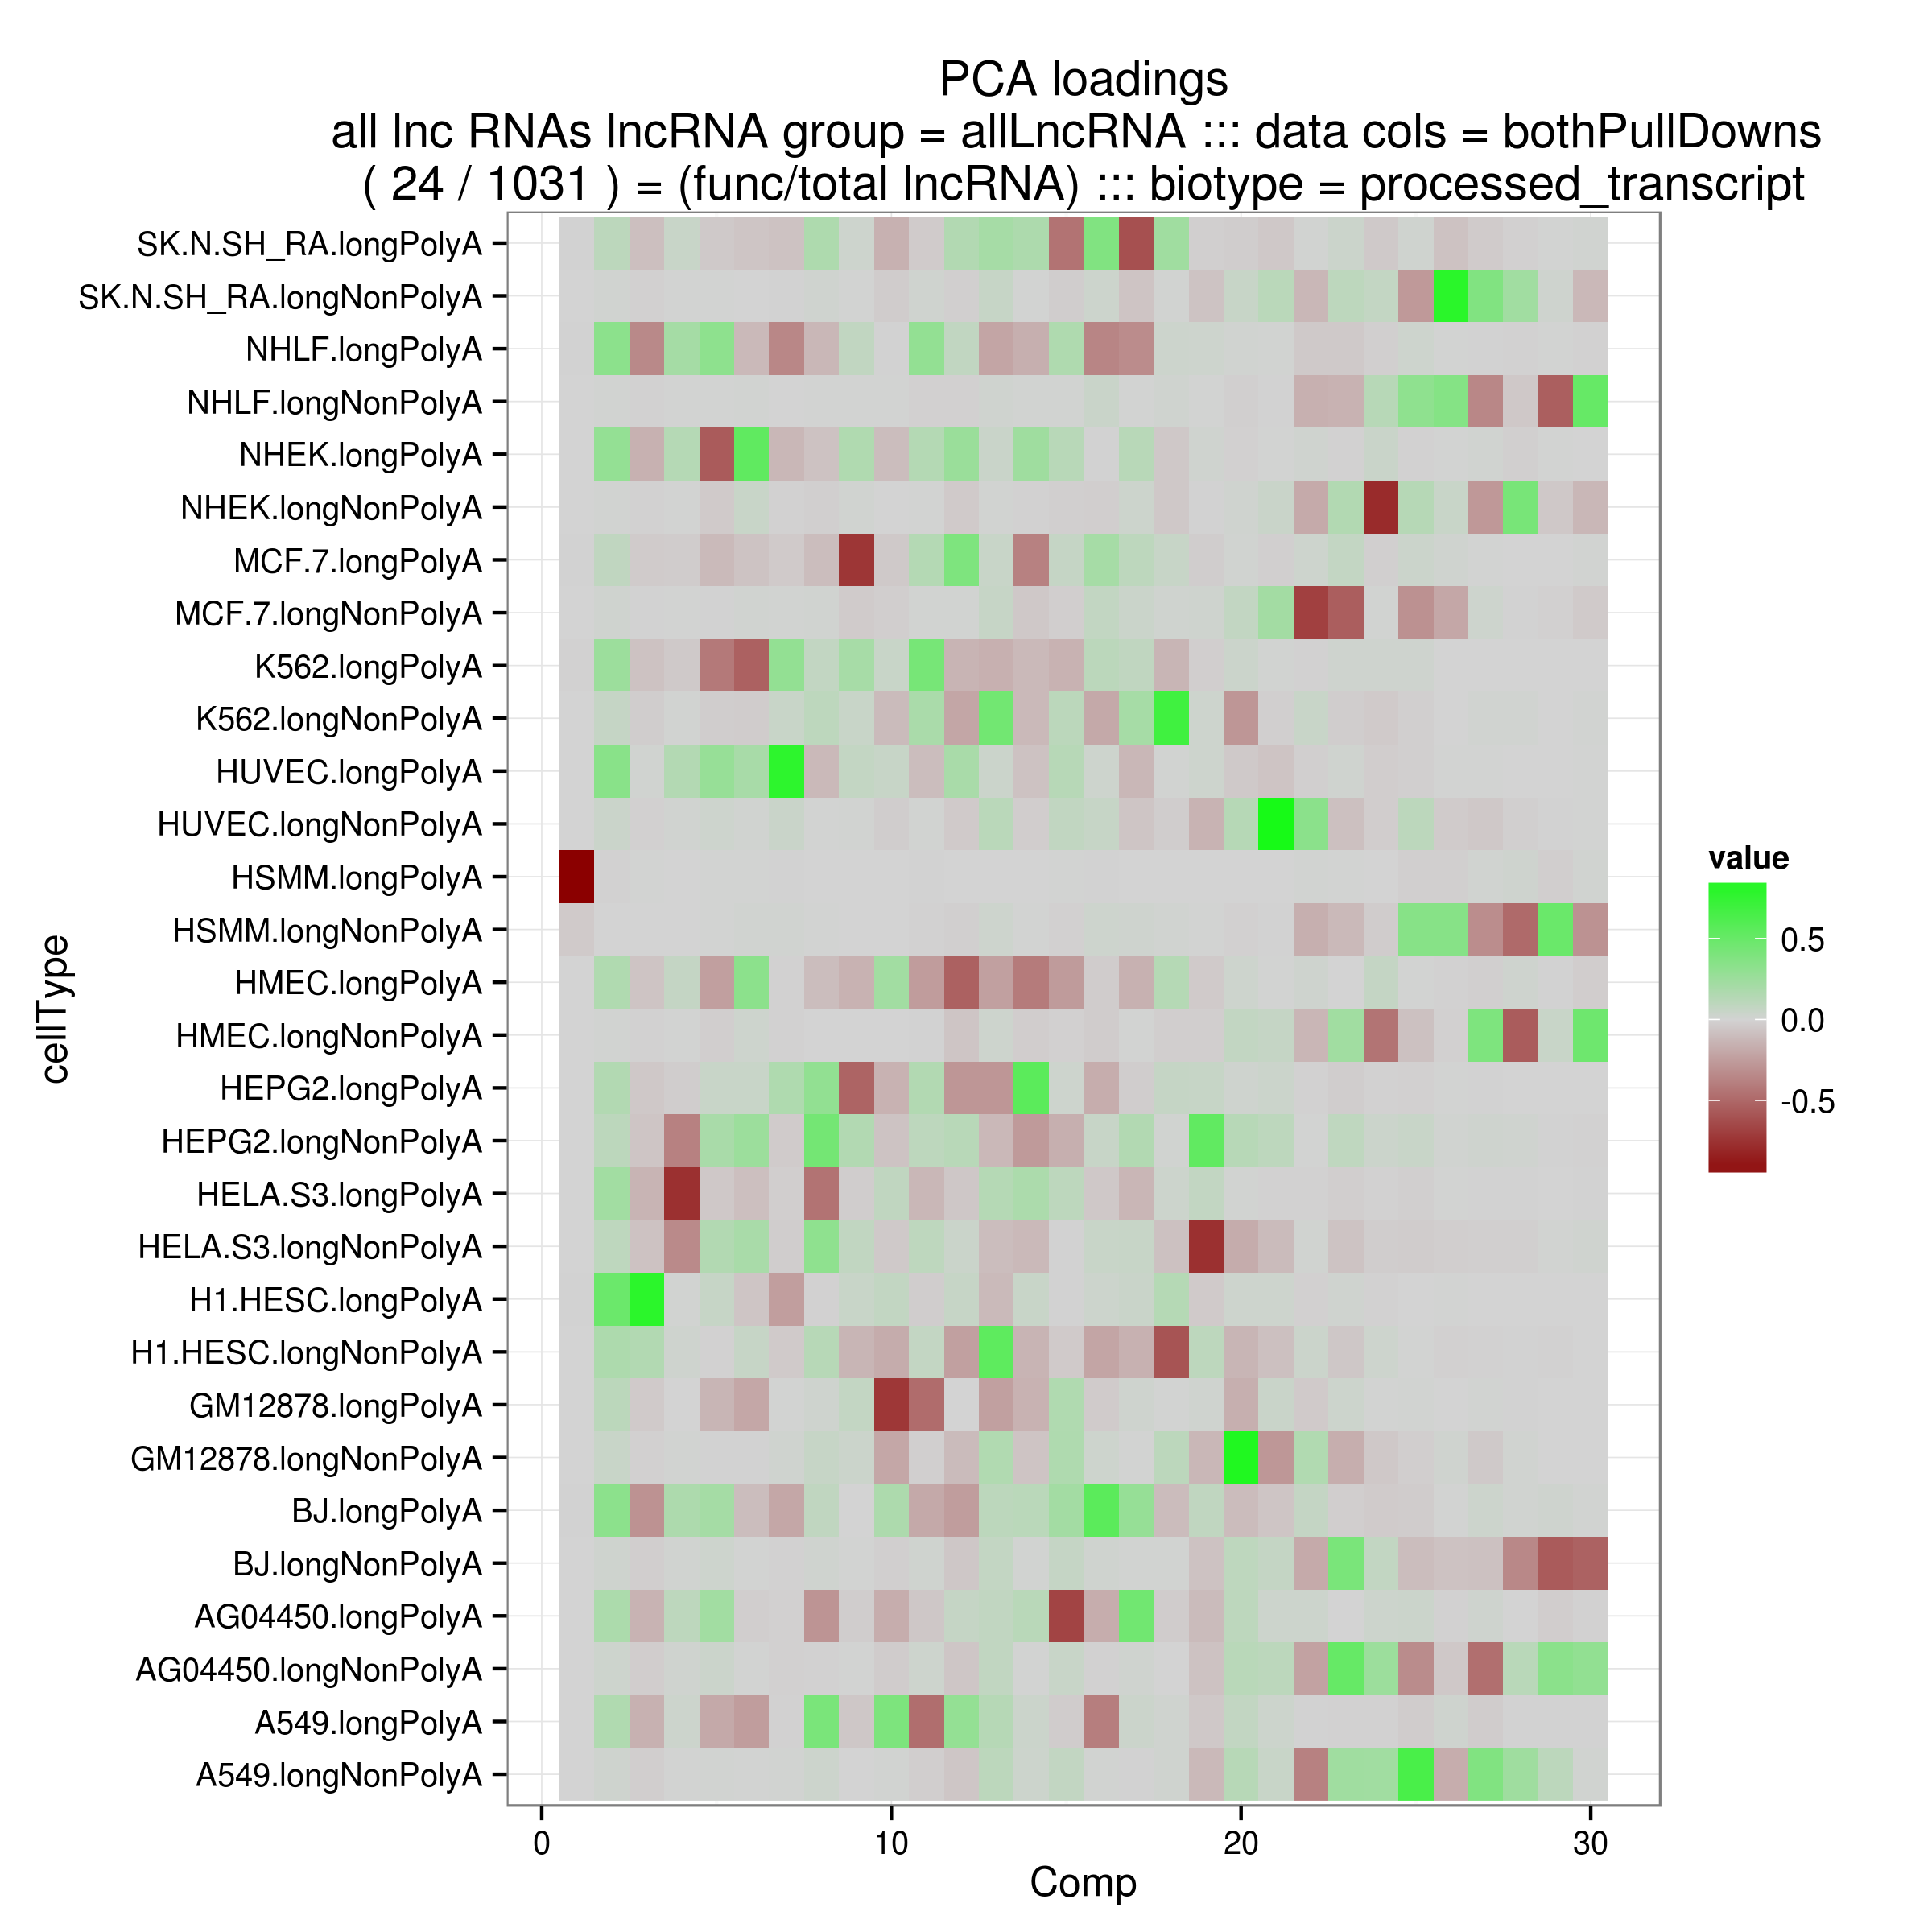 PCA loadings
all lnc RNAs lncRNA group = allLncRNA ::: data cols = bothPullDowns
( 24 / 1031 ) = (func/total lncRNA) ::: biotype = processed_transcript
SK.N.SH_RA.longPolyA
SK.N.SH_RA.longNonPolyA
NHLF.longPolyA
NHLF.longNonPolyA
NHEK.longPolyA
NHEK.longNonPolyA
MCF.7.longPolyA
MCF.7.longNonPolyA
K562.longPolyA
K562.longNonPolyA
HUVEC.longPolyA
HUVEC.longNonPolyA
HSMM.longPolyA
HSMM.longNonPolyA
HMEC.longPolyA
HMEC.longNonPolyA
HEPG2.longPolyA
HEPG2.longNonPolyA
HELA.S3.longPolyA
HELA.S3.longNonPolyA
H1.HESC.longPolyA
H1.HESC.longNonPolyA
GM12878.longPolyA
GM12878.longNonPolyA
BJ.longPolyA
BJ.longNonPolyA
AG04450.longPolyA
AG04450.longNonPolyA
A549.longPolyA
A549.longNonPolyA
cellType
0 10 20 30
Comp
value
0.5
0.0
-0.5